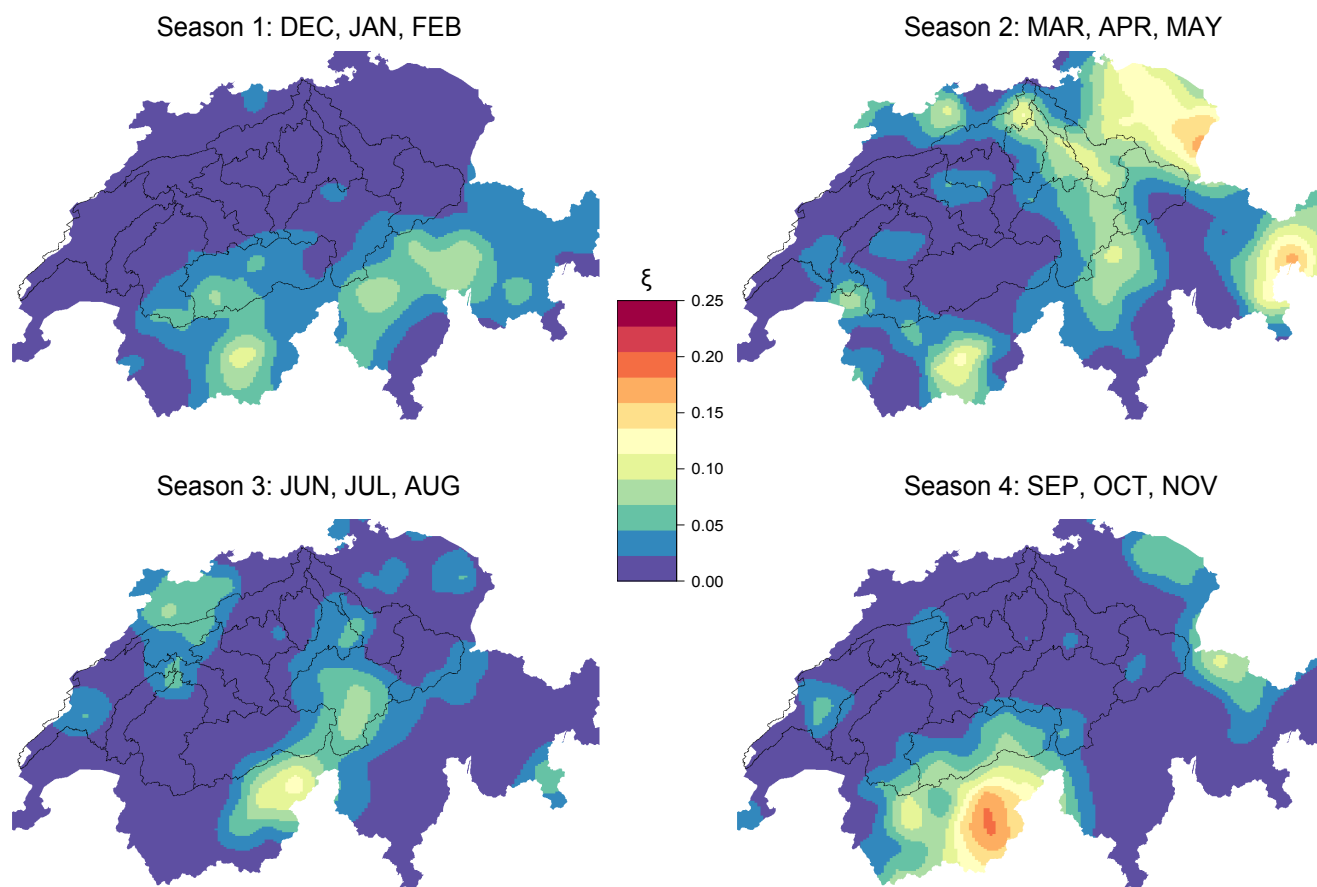 Season 1: DEC, JAN, FEB
Season 2: MAR, APR, MAY
ξ
0.25
0.20
0.15
0.10
0.05
0.00
Season 3: JUN, JUL, AUG
Season 4: SEP, OCT, NOV